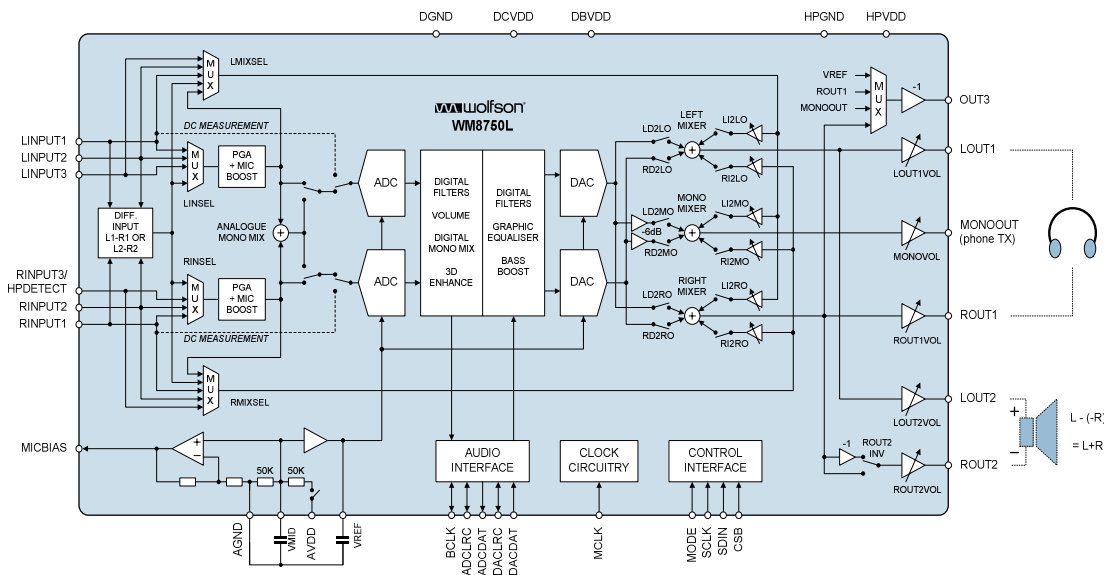 DGND DCVDD DBVDD HPGND HPVDD
MUX
LMIXSEL
wolfson
WM8750L
DC MEASUREMENT
LINPUT1
LINPUT2
LINPUT3
MUX
LINSEL
PGA
+ MIC
BOOST
DIFF.
INPUT
L1-R1 OR
L2-R2
ANALOGUE
MONO MIX
+
RINPUT3/
HPDETECT
RINPUT2
RINPUT1
RINSEL
MUX
PGA
+ MIC
BOOST
DC MEASUREMENT
MUX
RMIXSEL
ADC
ADC
DIGITAL
FILTERS
VOLUME
DIGITAL
MONO MIX
3D
ENHANCE
DIGITAL
FILTERS
GRAPHIC
EQUALISER
BASS
BOOST
DAC
DAC
LEFT
MIXER
LD2LO
LI2LO
+
RD2LO
RI2LO
MONO
MIXER
LD2MO
LI2MO
-6dB
+
RD2MO
RI2MO
RIGHT
MIXER
LD2RO
LI2RO
+
RD2RO
RI2RO
VREF
ROUT1
MONOOUT
MUX
-1
OUT3
LOUT1
LOUT1VOL
MONOOUT
(phone TX)
MONOVOL
ROUT1
ROUT1VOL
LOUT2
LOUT2VOL
-1
ROUT2
INV
ROUT2
ROUT2VOL
+
−
L - (-R)
= L+R
MICBIAS
+
−
50K 50K
AUDIO
INTERFACE
CLOCK
CIRCUITRY
CONTROL
INTERFACE
AGND
VMID
AVDD
VREF
BCLK
ADCLRC
ADCDAT
DACLRC
DACDAT
MCLK
MODE
SCLK
SDIN
CSB